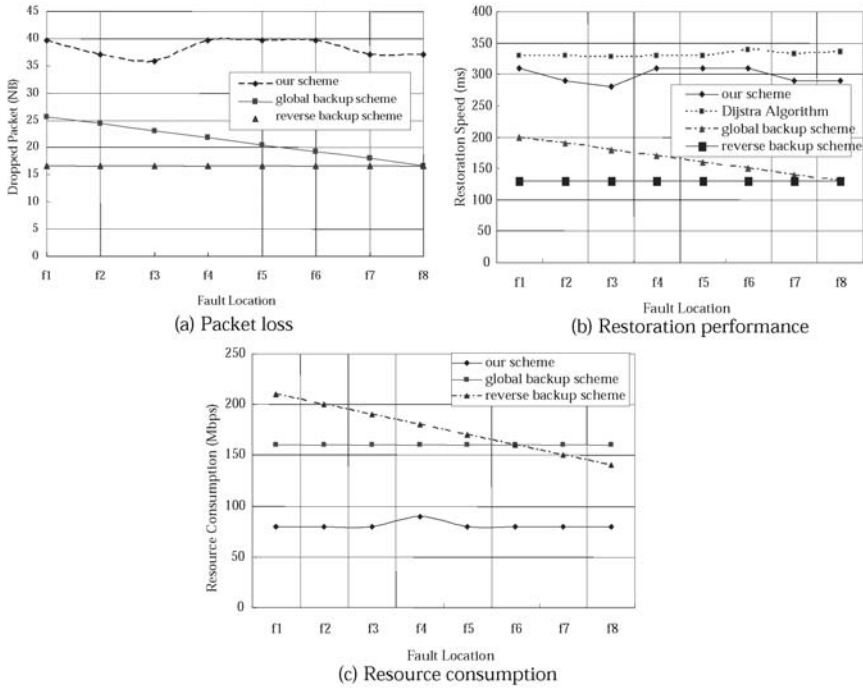 45
40
35
30
25
20
15
10
5
0
Dropped Packet (NB)
our scheme
global backup scheme
reverse backup scheme
f1 f2 f3 f4 f5 f6 f7 f8
Fault Location
(a) Packet loss
400
350
300
250
200
150
100
50
0
Restoration Speed (ms)
our scheme
Dijstra Algorithm
global backup scheme
reverse backup scheme
f1 f2 f3 f4 f5 f6 f7 f8
Fault Location
(b) Restoration performance
250
200
150
100
50
0
Resource Consumption (Mbps)
our scheme
global backup scheme
reverse backup scheme
f1 f2 f3 f4 f5 f6 f7 f8
Fault Location
(c) Resource consumption